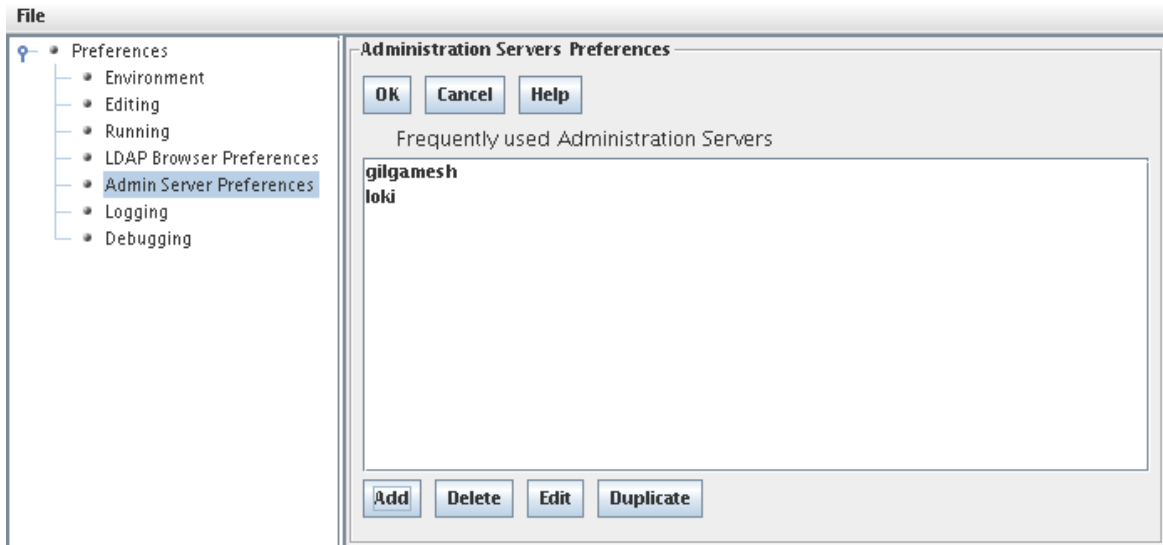 File
Preferences
Environment
Editing
Running
LDAP Browser Preferences
Admin Server Preferences
Logging
Debugging
Administration Servers Preferences
OK Cancel Help
Frequently used Administration Servers
gilgamesh
loki
Add Delete Edit Duplicate